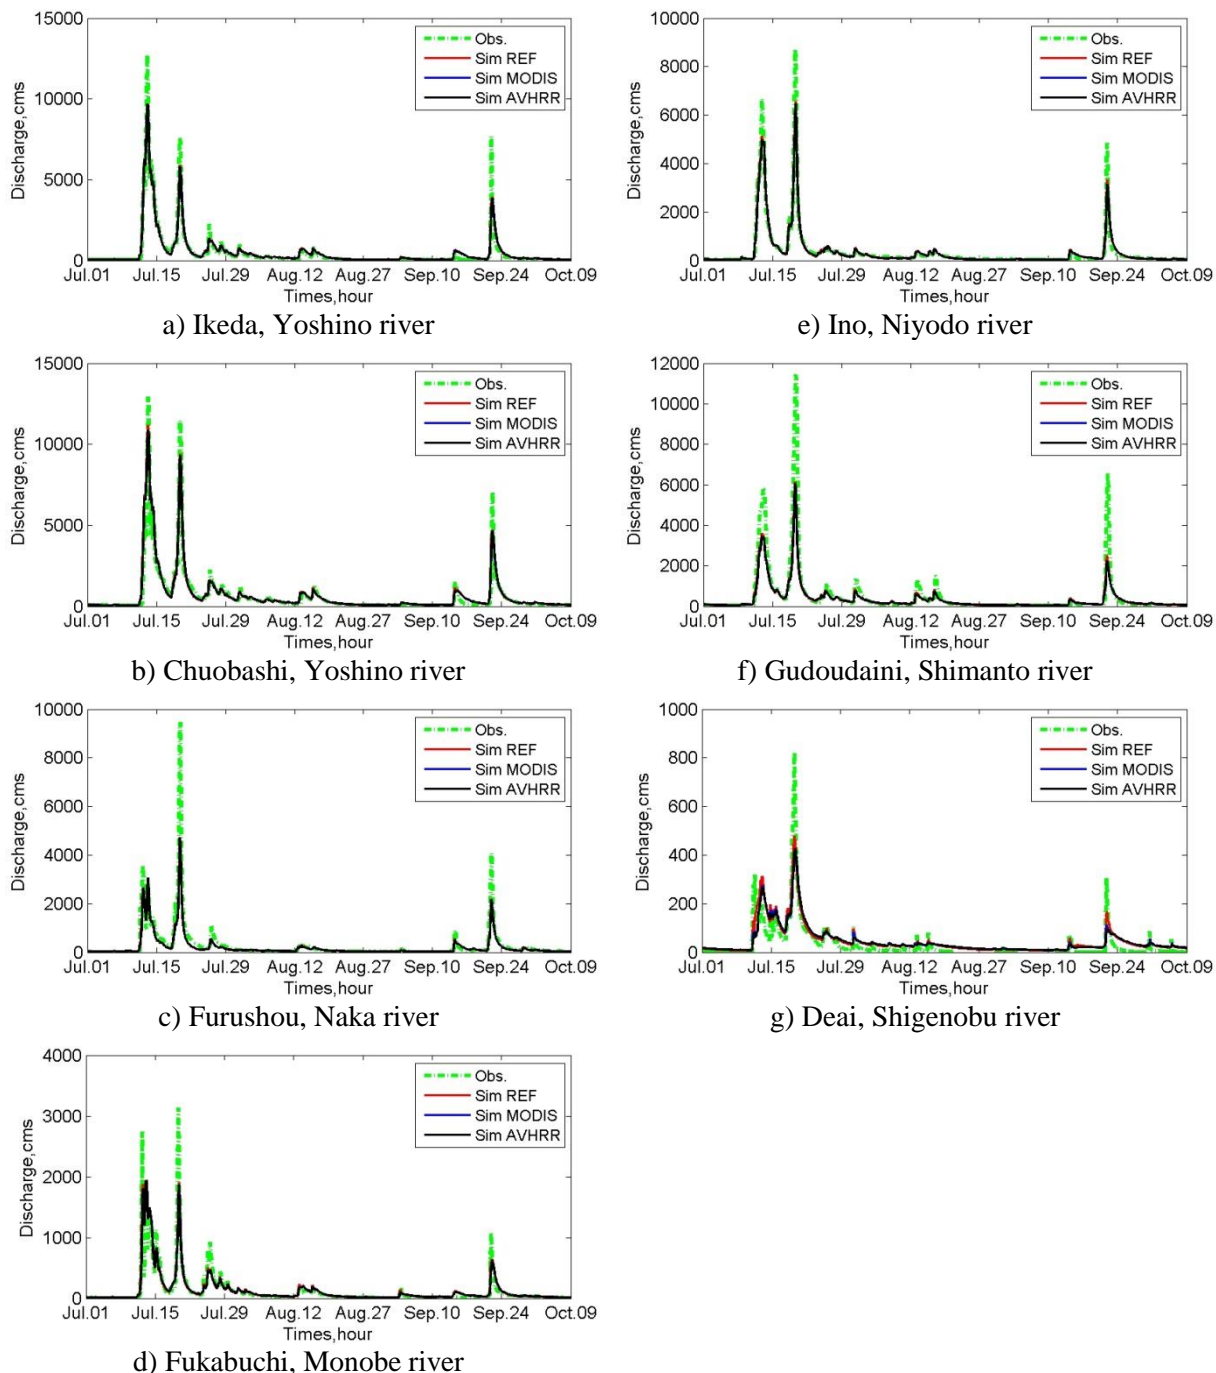 15000
10000
5000
0
Discharge,cms
Obs.
Sim REF
Sim MODIS
Sim AVHRR
Jul.01 Jul.15 Jul.29 Aug.12 Aug.27 Sep.10 Sep.24 Oct.09
Times,hour
a) Ikeda, Yoshino river
10000
8000
6000
4000
2000
0
Discharge,cms
Obs.
Sim REF
Sim MODIS
Sim AVHRR
Jul.01 Jul.15 Jul.29 Aug.12 Aug.27 Sep.10 Sep.24 Oct.09
Times,hour
e) Ino, Niyodo river
15000
10000
5000
0
Discharge,cms
Obs.
Sim REF
Sim MODIS
Sim AVHRR
Jul.01 Jul.15 Jul.29 Aug.12 Aug.27 Sep.10 Sep.24 Oct.09
Times,hour
b) Chuobashi, Yoshino river
12000
10000
8000
6000
4000
2000
0
Discharge,cms
Obs.
Sim REF
Sim MODIS
Sim AVHRR
Jul.01 Jul.15 Jul.29 Aug.12 Aug.27 Sep.10 Sep.24 Oct.09
Times,hour
f) Gudoudaini, Shimanto river
10000
8000
6000
4000
2000
0
Discharge,cms
Obs.
Sim REF
Sim MODIS
Sim AVHRR
Jul.01 Jul.15 Jul.29 Aug.12 Aug.27 Sep.10 Sep.24 Oct.09
Times,hour
c) Furushou, Naka river
1000
800
600
400
200
0
Discharge,cms
Obs.
Sim REF
Sim MODIS
Sim AVHRR
Jul.01 Jul.15 Jul.29 Aug.12 Aug.27 Sep.10 Sep.24 Oct.09
Times,hour
g) Deai, Shigenobu river
4000
3000
2000
1000
0
Discharge,cms
Obs.
Sim REF
Sim MODIS
Sim AVHRR
Jul.01 Jul.15 Jul.29 Aug.12 Aug.27 Sep.10 Sep.24 Oct.09
Times,hour
d) Fukabuchi, Monobe river